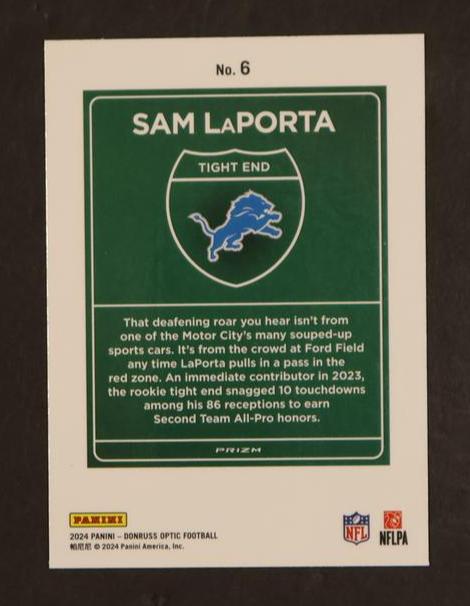 No. 6
SAM LaPORTA
TIGHT END
That deafening roar you hear isn't from
one of the Motor City's many souped-up
sports cars. It's from the crowd at Ford Field
any time LaPorta pulls in a pass in the
red zone. An immediate contributor in 2023,
the rookie tight end snagged 10 touchdowns
among his 86 receptions to earn
Second Team All-Pro honors.
PRIZM
PANINI
2024 PANINI – DONRUSS OPTIC FOOTBALL
帕尼尼 © 2024 Panini America, Inc.
NFL
NFLPA